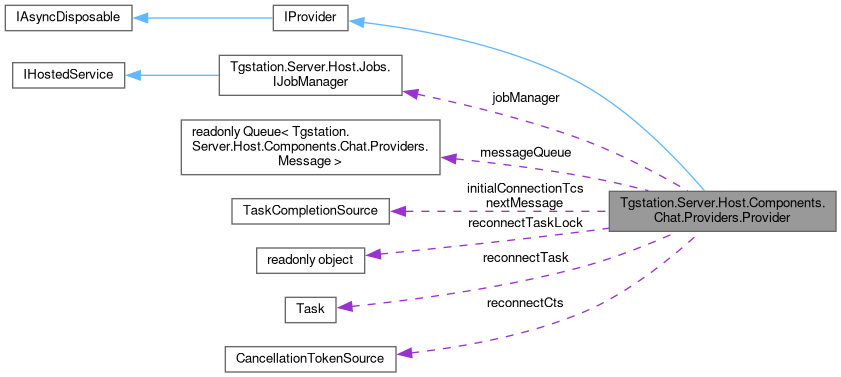 IAsyncDisposable
IProvider
IHostedService
Tgstation.Server.Host.Jobs.
IJobManager
jobManager
readonly Queue< Tgstation.
Server.Host.Components.Chat.Providers.
Message >
messageQueue
TaskCompletionSource
initialConnectionTcs
nextMessage
Tgstation.Server.Host.Components.
Chat.Providers.Provider
readonly object
reconnectTaskLock
Task
reconnectTask
CancellationTokenSource
reconnectCts